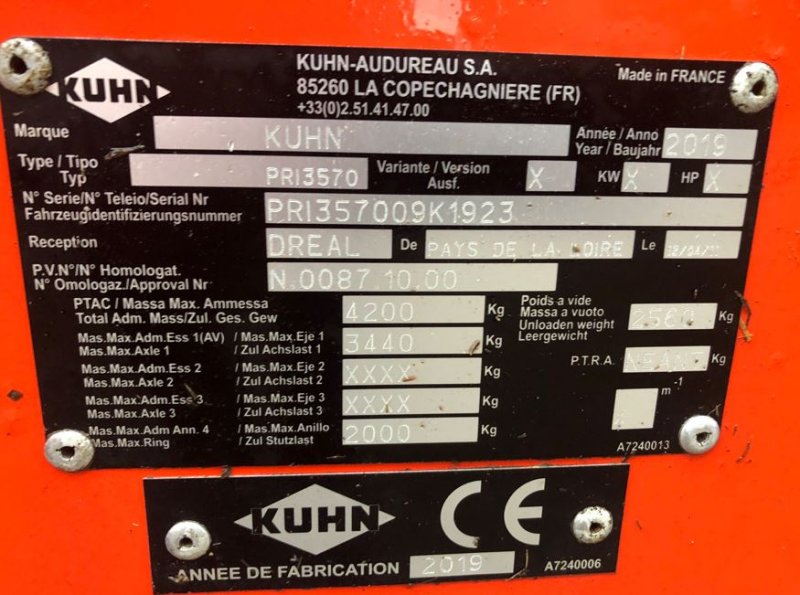 KUHN
KUHN-AUDUREAU S.A.
85260 LA COPECHAGNIERE (FR)
+33(0)2.51.41.47.00
Made in FRANCE
Marque KUHN Année / Anno 2019
Year / Baujahr
Type / Tipo PRI3570 Variante / Version X KW X HP X
Typ Ausf.
N° Serie/N° Teleio/Serial Nr PRI357009K1923
Fahrzeugidentifizierungsnummer
Reception DREAL De PAYS DE LA LOIRE Le
P.V.N°/N° Homologat. N.0087.10.00
N° Omologaz./Approval Nr
PTAC / Massa Max. Ammessa 4200 Kg
Total Adm. Mass/Zul. Ges. Gew
Poids a vide
Massa a vuoto 2560 Kg
Unloaden weight
Leergewicht
Mas.Max.Adm.Ess 1(AV) / Mas.Max.Eje 1 3440 Kg
Mas.Max.Axle 1 / Zul Achslast 1
P.T.R.A. NEANT Kg
Mas.Max.Adm.Ess 2 / Mas.Max.Eje 2 XXXX Kg
Mas.Max.Axle 2 / Zul Achslast 2
Mas.Max.Adm.Ess 3 / Mas.Max.Eje 3 XXXX Kg
Mas.Max.Axle 3 / Zul Achslast 3
m-1
Mas.Max.Adm Ann. 4 / Mas.Max.Anillo 2000 Kg
Mas.Max.Ring / Zul Stutzlast
A7240013
KUHN CE
ANNEE DE FABRICATION 2019 A7240006